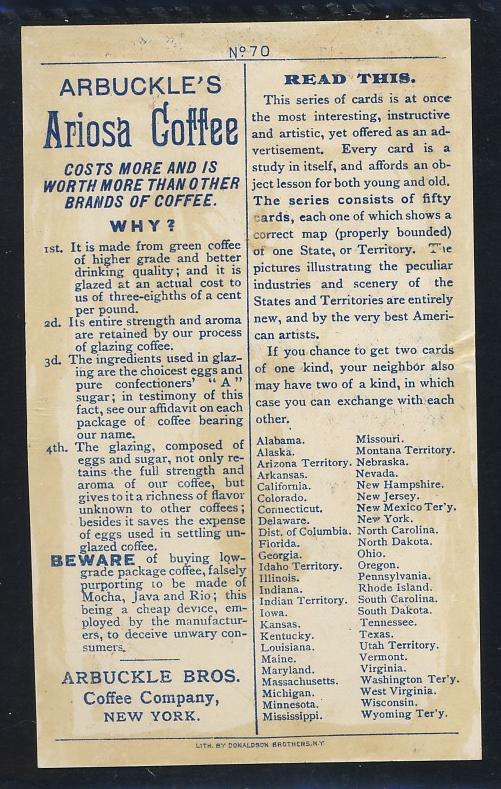 Nº 70
ARBUCKLE'S
Ariosa Coffee
COSTS MORE AND IS
WORTH MORE THAN OTHER
BRANDS OF COFFEE.
WHY?
1st. It is made from green coffee
of higher grade and better
drinking quality; and it is
glazed at an actual cost to
us of three-eighths of a cent
per pound.
2d. Its entire strength and aroma
are retained by our process
of glazing coffee.
3d. The ingredients used in glaz-
ing are the choicest eggs and
pure confectioners' "A"
sugar; in testimony of this
fact, see our affidavit on each
package of coffee bearing
our name.
4th. The glazing, composed of
eggs and sugar, not only re-
tains the full strength and
aroma of our coffee, but
gives to it a richness of flavor
unknown to other coffees;
besides it saves the expense
of eggs used in settling un-
glazed coffee.
BEWARE of buying low-
grade package coffee, falsely
purporting to be made of
Mocha, Java and Rio; this
being a cheap device, em-
ployed by the manufactur-
ers, to deceive unwary con-
sumers.
ARBUCKLE BROS.
Coffee Company,
NEW YORK.
READ THIS.
This series of cards is at once
the most interesting, instructive
and artistic, yet offered as an ad-
vertisement. Every card is a
study in itself, and affords an ob-
ject lesson for both young and old.
The series consists of fifty
cards, each one of which shows a
correct map (properly bounded)
of one State, or Territory. The
pictures illustrating the peculiar
industries and scenery of the
States and Territories are entirely
new, and by the very best Ameri-
can artists.
If you chance to get two cards
of one kind, your neighbor also
may have two of a kind, in which
case you can exchange with each
other.
Alabama.
Alaska.
Arizona Territory.
Arkansas.
California.
Colorado.
Connecticut.
Delaware.
Dist. of Columbia.
Florida.
Georgia.
Idaho Territory.
Illinois.
Indiana.
Indian Territory.
Iowa.
Kansas.
Kentucky.
Louisiana.
Maine.
Maryland.
Massachusetts.
Michigan.
Minnesota.
Mississippi.
Missouri.
Montana Territory.
Nebraska.
Nevada.
New Hampshire.
New Jersey.
New Mexico Ter'y.
New York.
North Carolina.
North Dakota.
Ohio.
Oregon.
Pennsylvania.
Rhode Island.
South Carolina.
South Dakota.
Tennessee.
Texas.
Utah Territory.
Vermont.
Virginia.
Washington Ter'y.
West Virginia.
Wisconsin.
Wyoming Ter'y.
LITH. BY DONALDSON BROTHERS, N.Y.